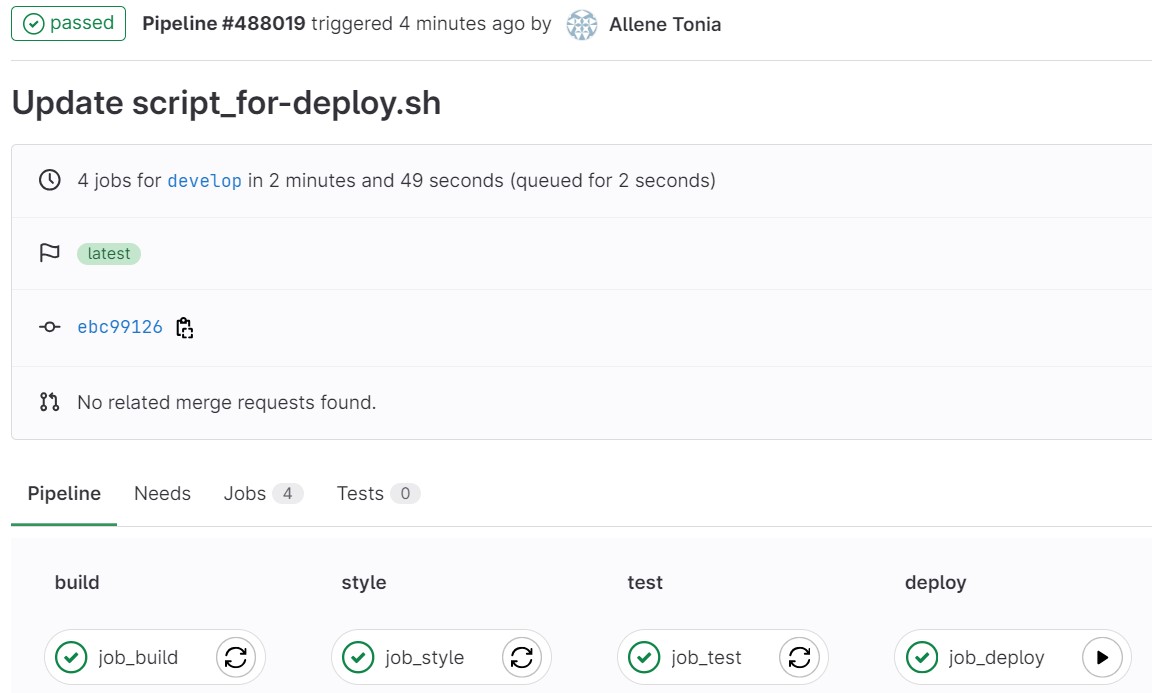 passed Pipeline #488019 triggered 4 minutes ago by Allene Tonia
Update script_for-deploy.sh
4 jobs for develop in 2 minutes and 49 seconds (queued for 2 seconds)
latest
ebc99126
No related merge requests found.
Pipeline Needs Jobs 4 Tests 0
build style test deploy
job_build job_style job_test job_deploy